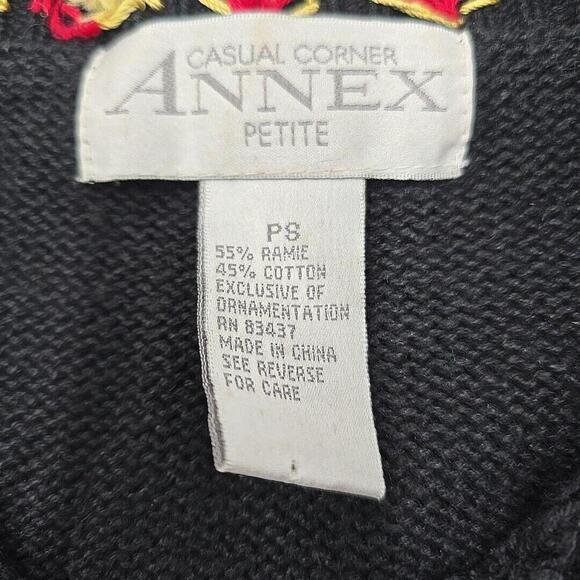 CASUAL CORNER
ANNEX
PETITE
PS
55% RAMIE
45% COTTON
EXCLUSIVE OF
ORNAMENTATION
RN 83437
MADE IN CHINA
SEE REVERSE
FOR CARE